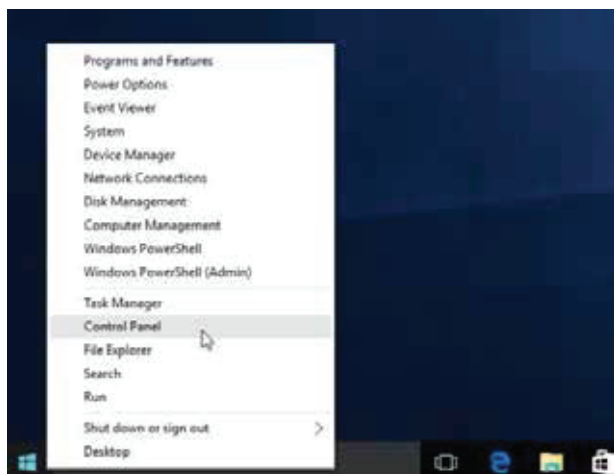 Programs and Features
Power Options
Event Viewer
System
Device Manager
Network Connections
Disk Management
Computer Management
Windows PowerShell
Windows PowerShell (Admin)
Task Manager
Control Panel
File Explorer
Search
Run
Shut down or sign out
Desktop